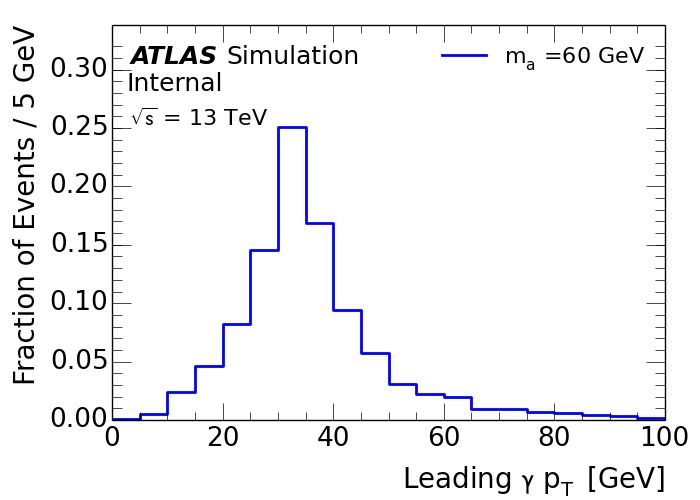 ATLAS Simulation
Internal
√s = 13 TeV
mₐ =60 GeV
Fraction of Events / 5 GeV
0.30
0.25
0.20
0.15
0.10
0.05
0.00
0 20 40 60 80 100
Leading γ p_T [GeV]